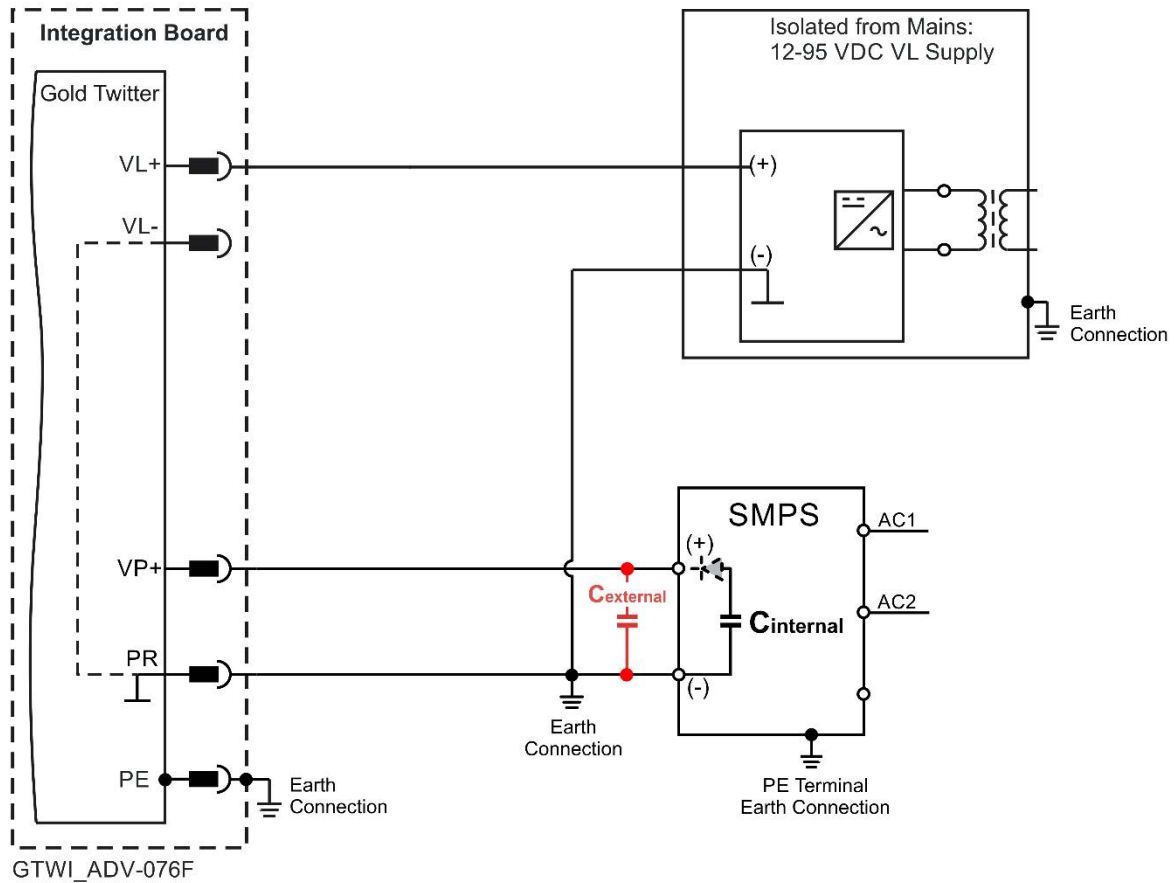 Integration Board
Gold Twitter
VL+
VL-
Isolated from Mains:
12-95 VDC VL Supply
(+)
(-)
Earth
Connection
VP+
PR
PE
Earth
Connection
Cexternal
Earth
Connection
SMPS
(+)
Cinternal
(-)
AC1
AC2
PE Terminal
Earth Connection
GTWI_ADV-076F